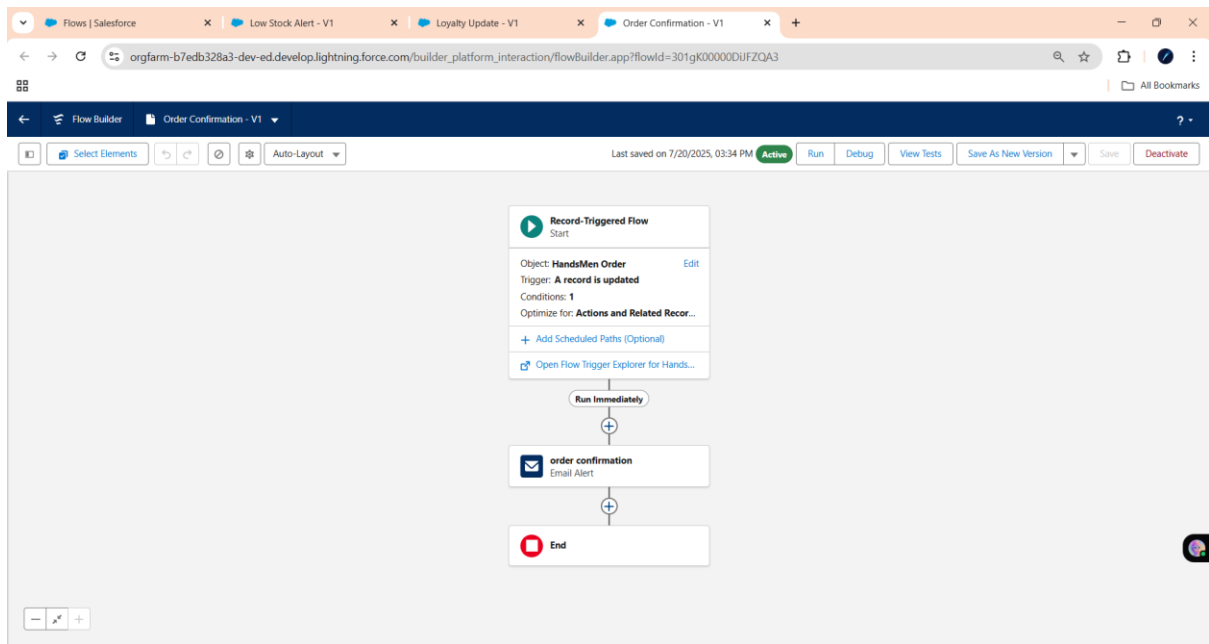 Flows | Salesforce
Low Stock Alert - V1
Loyalty Update - V1
Order Confirmation - V1
orgfarm-b7edb328a3-dev-ed.develop.lightning.force.com/builder_platform_interaction/flowBuilder.app?flowId=301gK00000DiJFZQA3
All Bookmarks
Flow Builder
Order Confirmation - V1
?
Select Elements
Auto-Layout
Last saved on 7/20/2025, 03:34 PM
Active
Run
Debug
View Tests
Save As New Version
Save
Deactivate
Record-Triggered Flow
Start
Object: HandsMen Order Edit
Trigger: A record is updated
Conditions: 1
Optimize for: Actions and Related Recor...
+ Add Scheduled Paths (Optional)
Open Flow Trigger Explorer for Hands...
Run Immediately
order confirmation
Email Alert
End